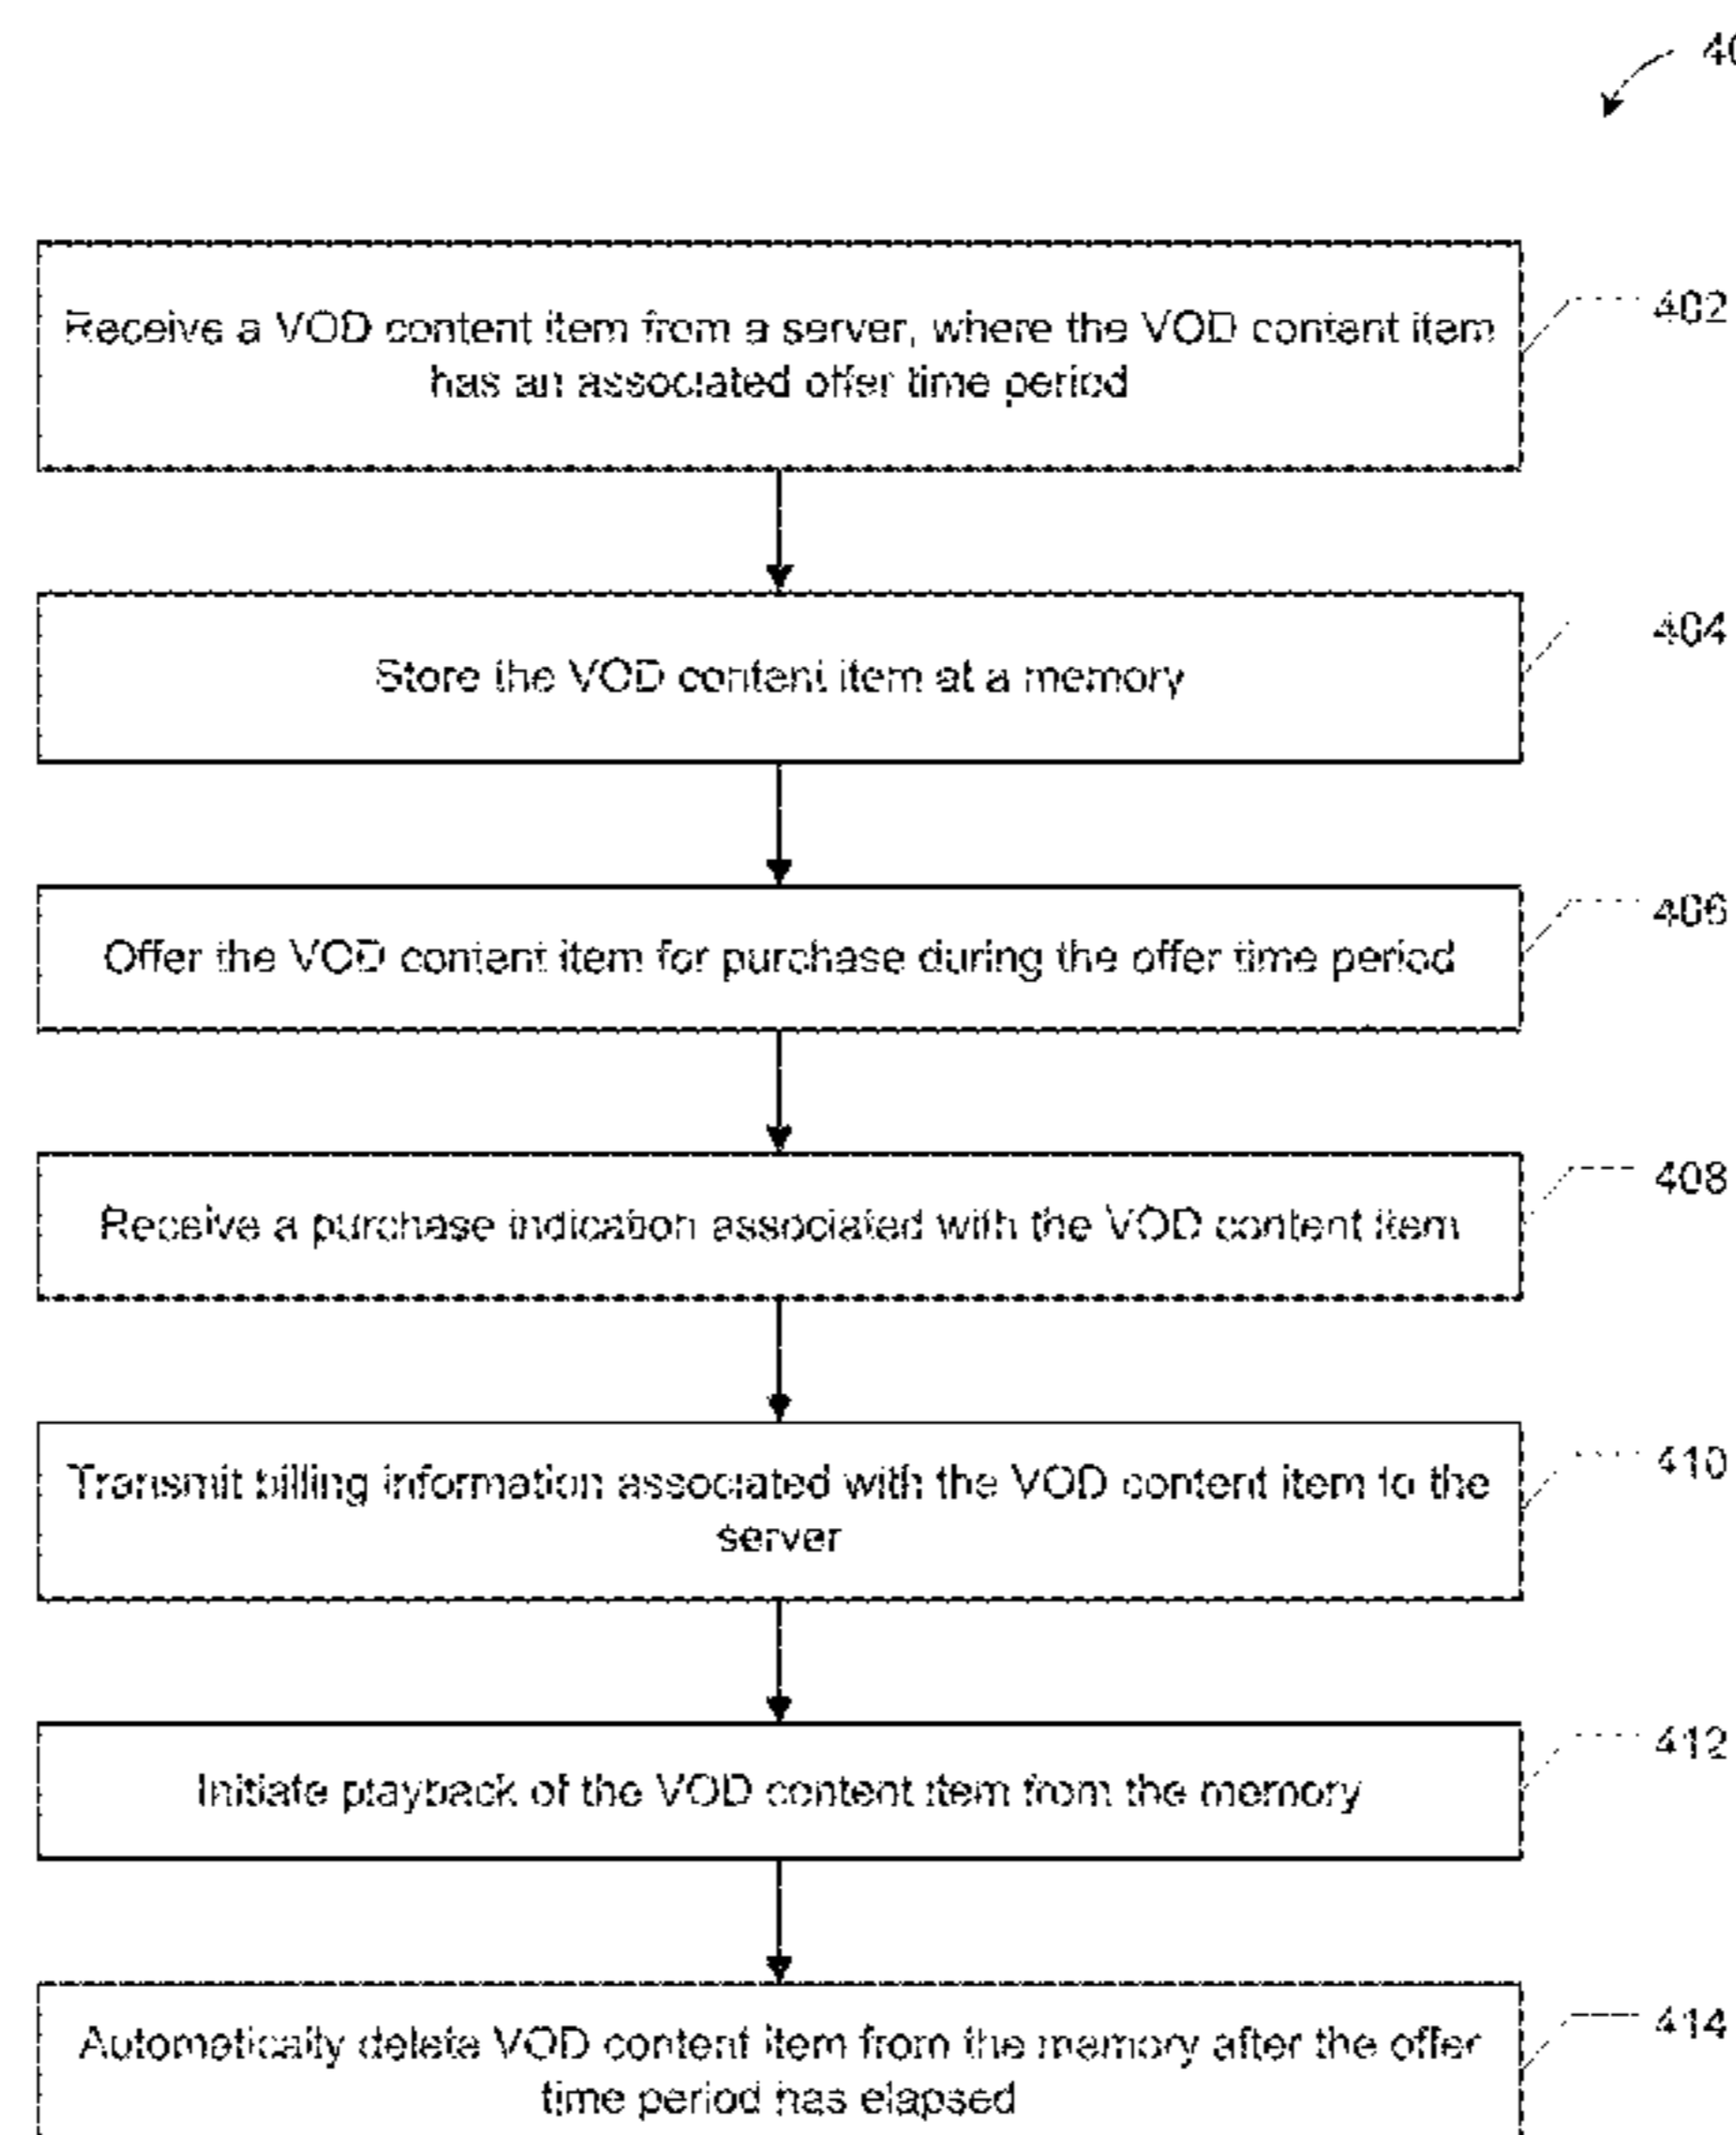 40
Receive a VOD content item from a server, where the VOD content item
has an associated offer time period
402
Store the VOD content item at a memory
404
Offer the VOD content item for purchase during the offer time period
406
Receive a purchase indication associated with the VOD content item
408
Transmit billing information associated with the VOD content item to the
server
410
Initiate playback of the VOD content item from the memory
412
Automatically delete VOD content item from the memory after the offer
time period has elapsed
414